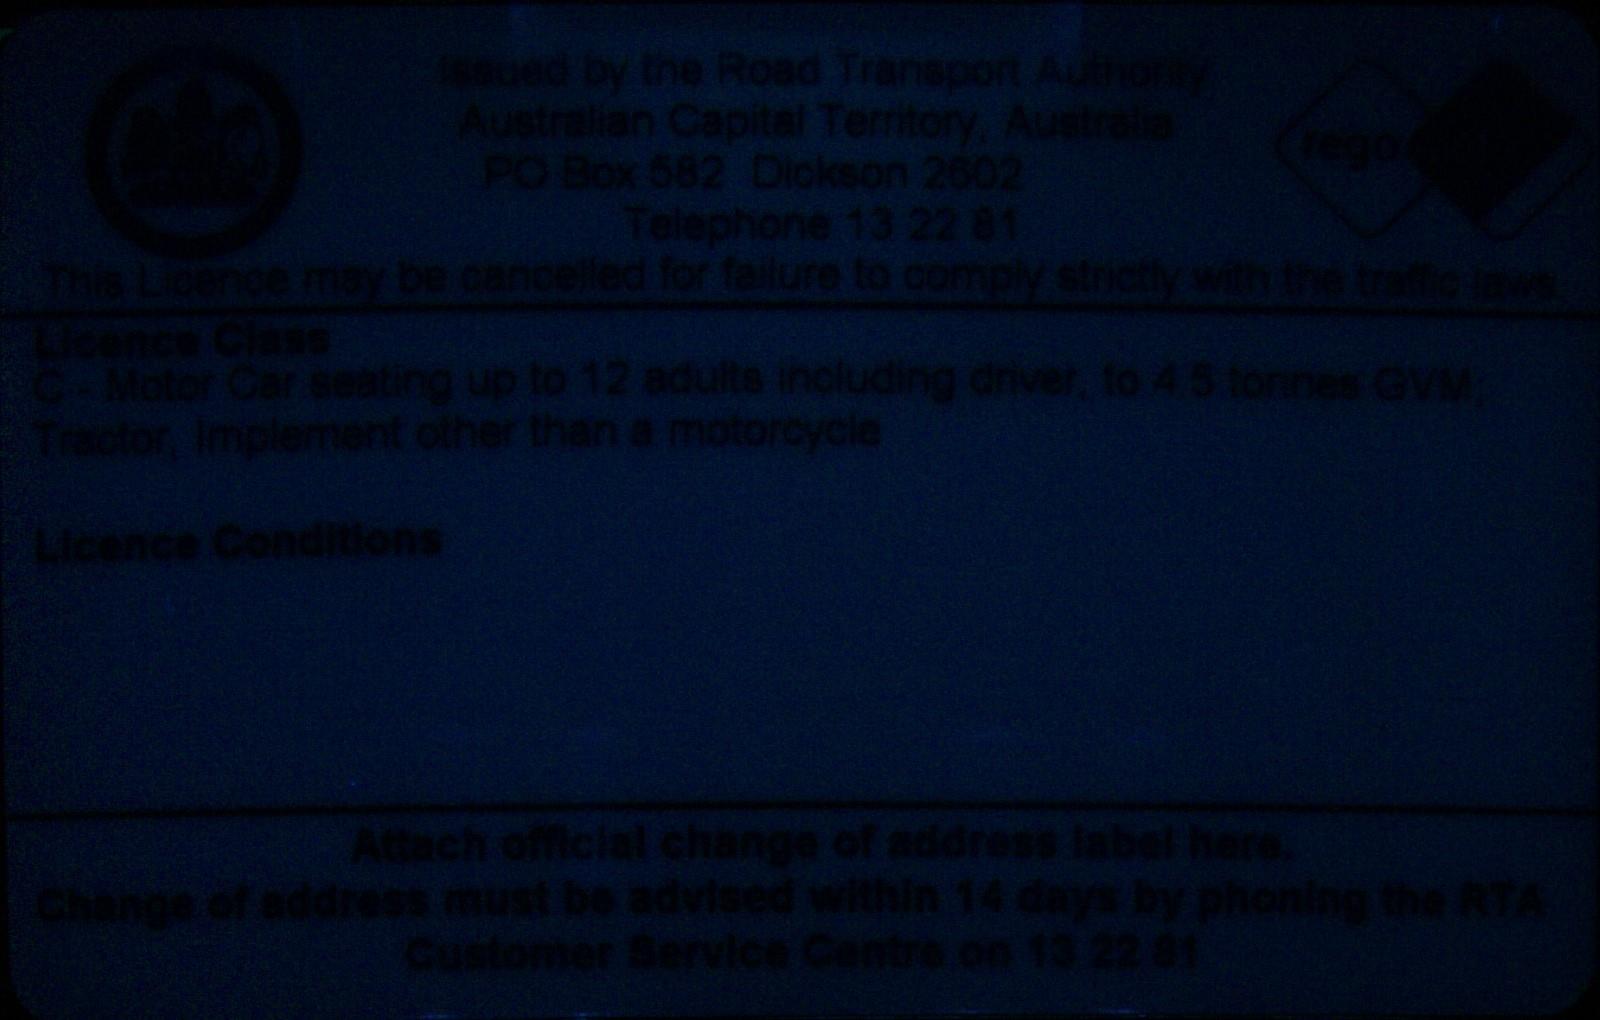 Issued by the Road Transport Authority
Australian Capital Territory, Australia
PO Box 582 Dickson 2602
Telephone 13 22 81
rego
This Licence may be cancelled for failure to comply strictly with the traffic laws.
Licence Class
C - Motor Car seating up to 12 adults including driver, to 4.5 tonnes GVM,
Tractor, Implement other than a motorcycle
Licence Conditions
Attach official change of address label here.
Change of address must be advised within 14 days by phoning the RTA
Customer Service Centre on 13 22 81